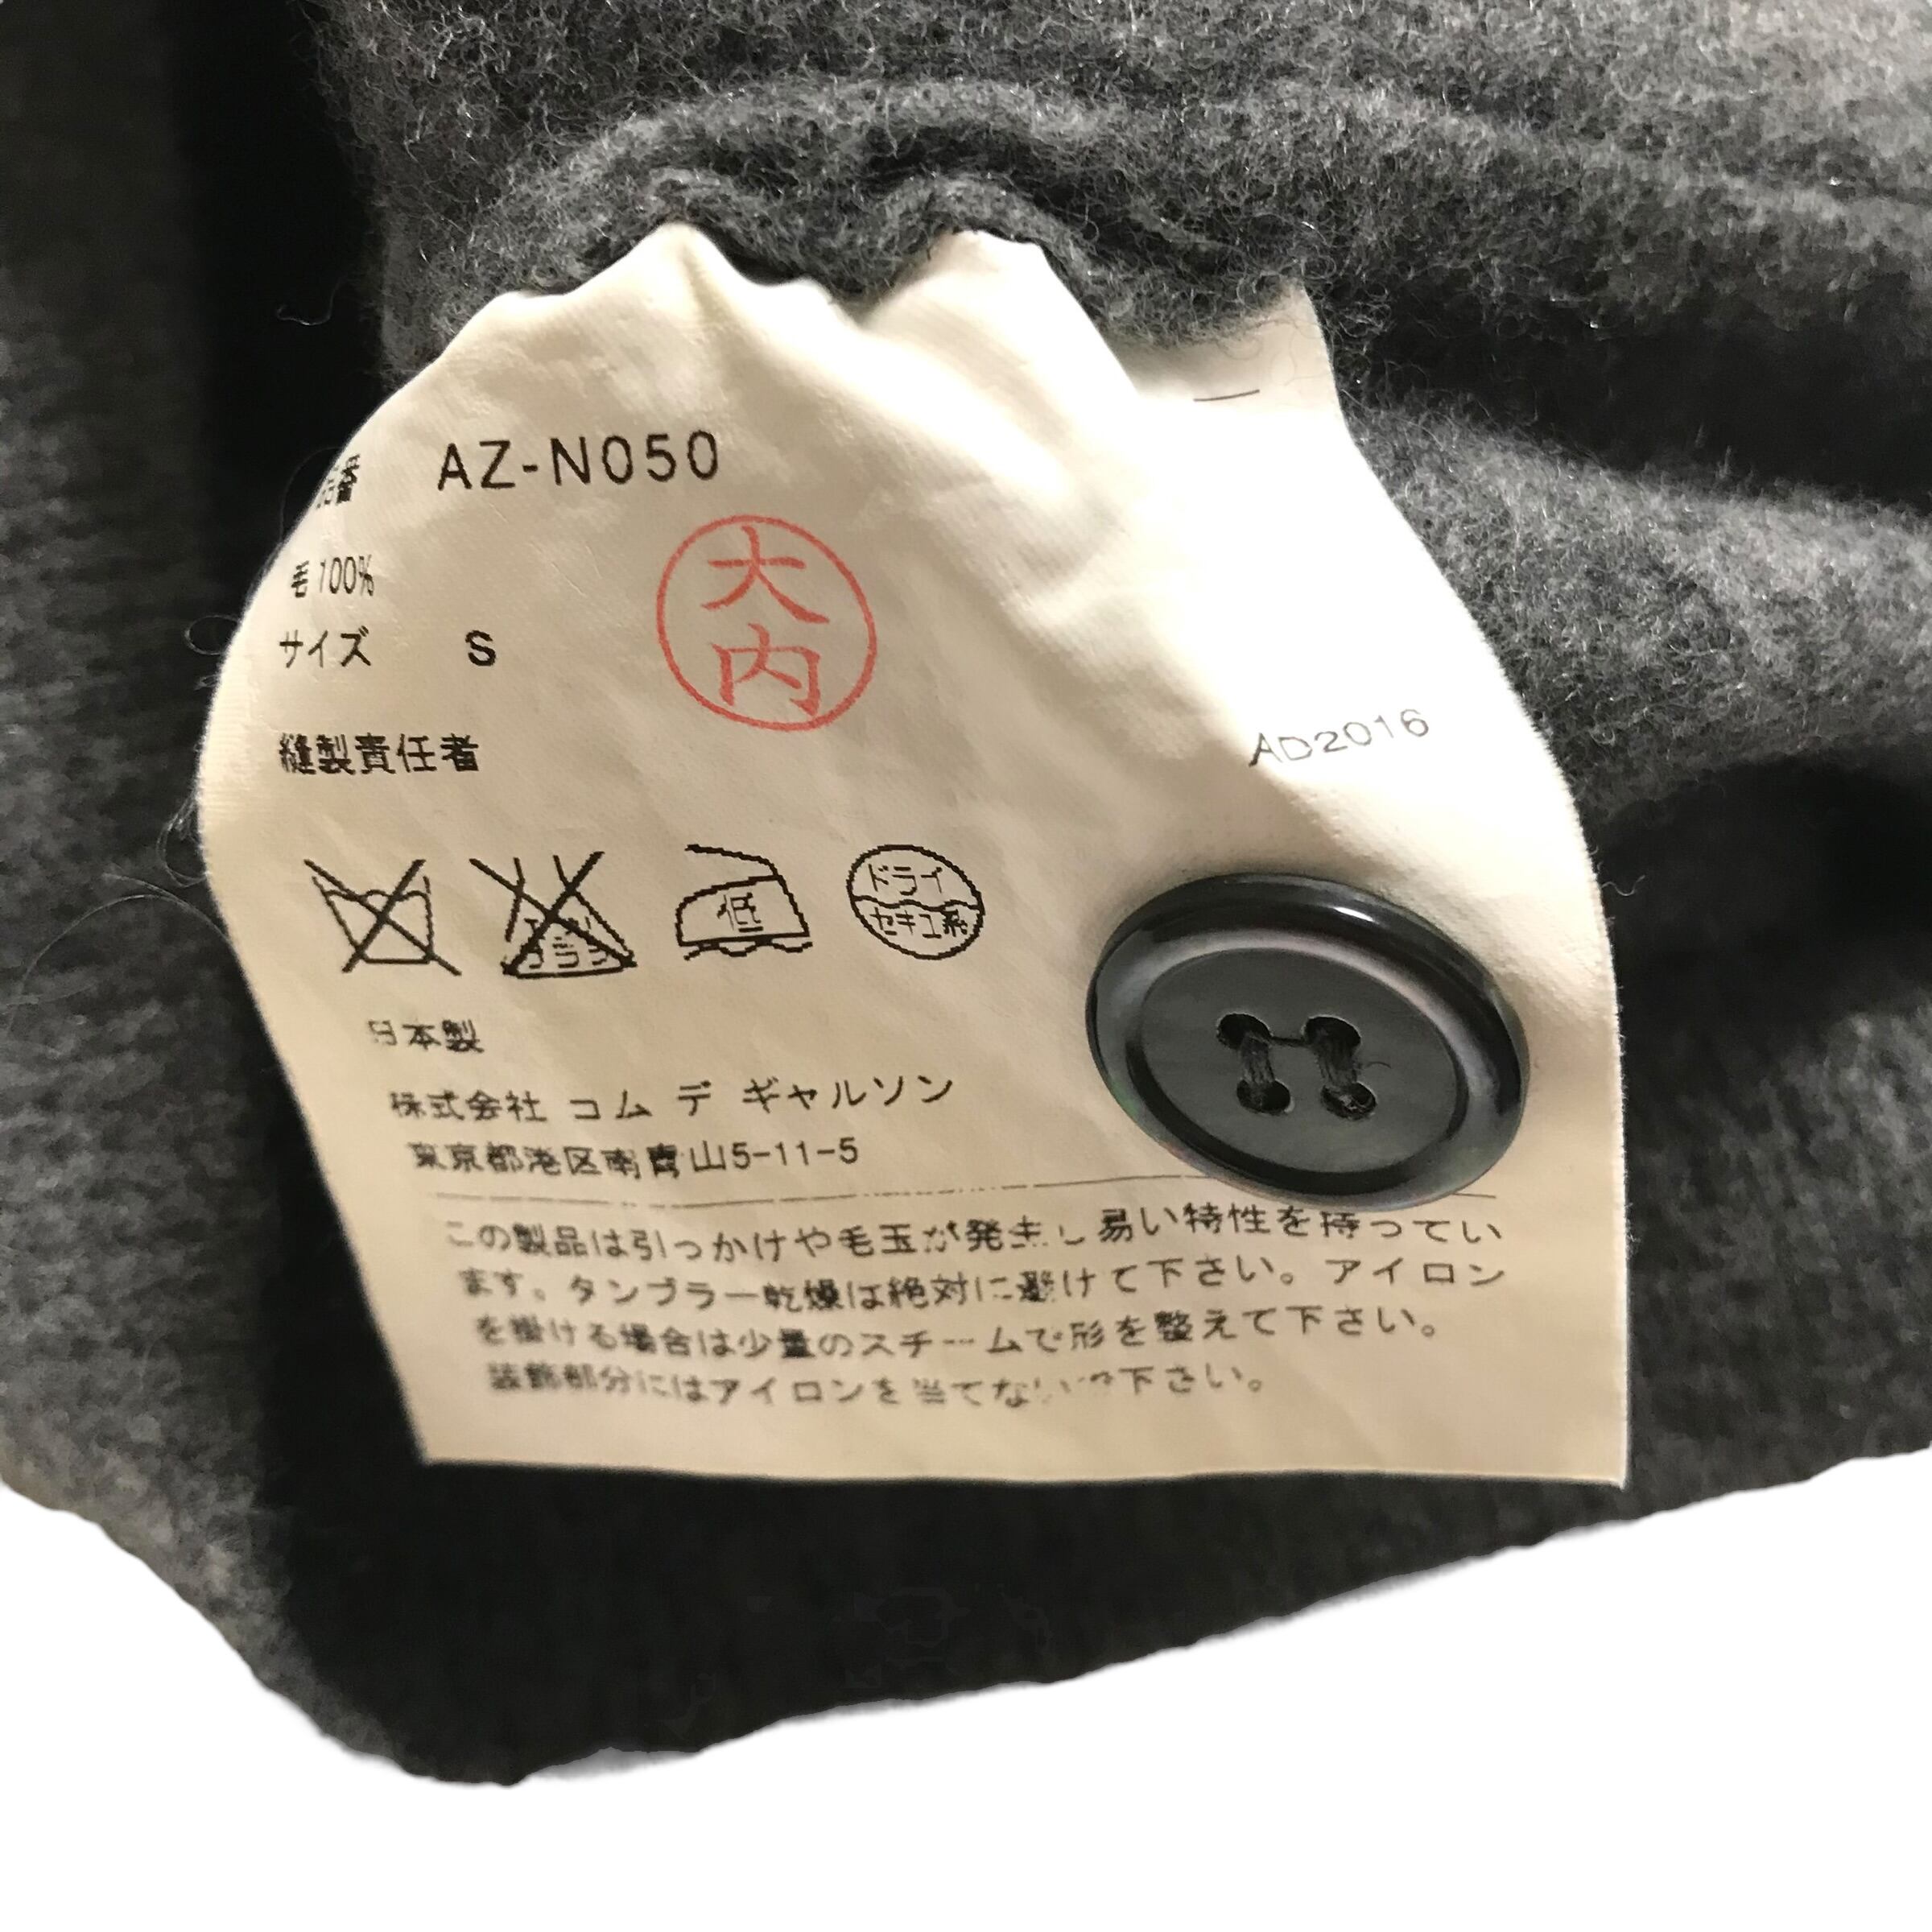 品番 AZ-N050
毛 100%
大内
サイズ S
縫製責任者
AD2016
低
ドライ
セキユ系
日本製
株式会社 コム デ ギャルソン
東京都港区南青山5-11-5
この製品は引っかけや毛玉が発生し易い特性を持ってい
ます。タンブラー乾燥は絶対に避けて下さい。アイロン
を掛ける場合は少量のスチームで形を整えて下さい。
装飾部分にはアイロンを当てないで下さい。